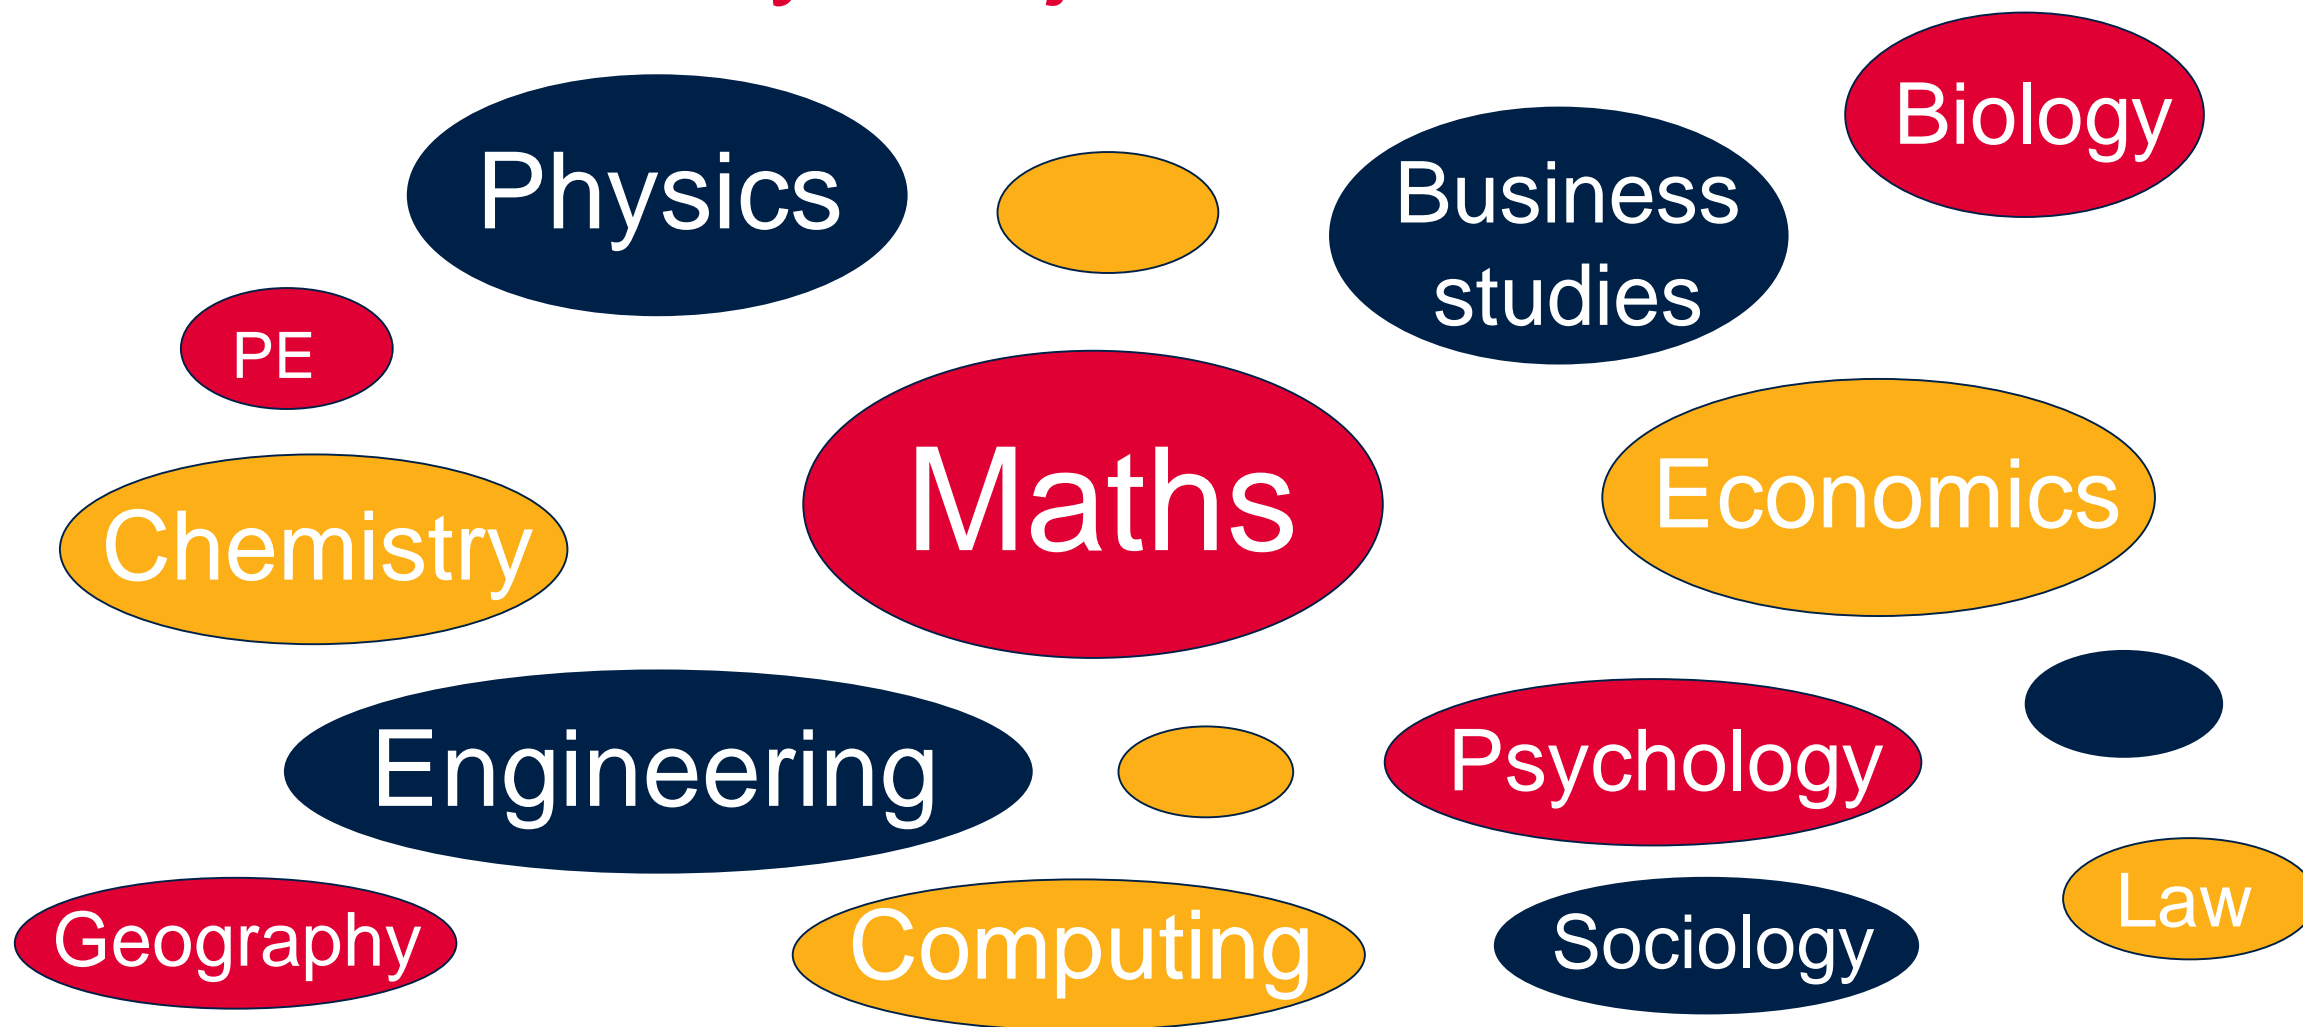 Biology
Physics
Business
studies
PE
Maths
Economics
Chemistry
Engineering
Psychology
Law
Geography
Computing
Sociology